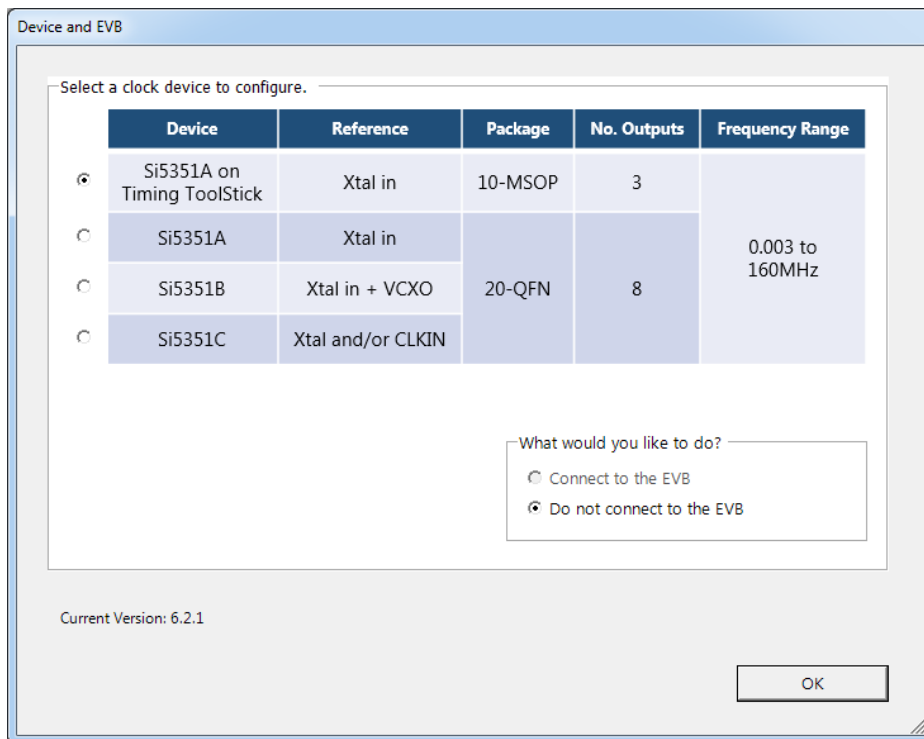 Device and EVB
Select a clock device to configure.
Device Reference Package No. Outputs Frequency Range
Si5351A on
Timing ToolStick
Xtal in 10-MSOP 3
Si5351A Xtal in
0.003 to
160MHz
Si5351B Xtal in + VCXO 20-QFN 8
Si5351C Xtal and/or CLKIN
What would you like to do?
Connect to the EVB
Do not connect to the EVB
Current Version: 6.2.1
OK